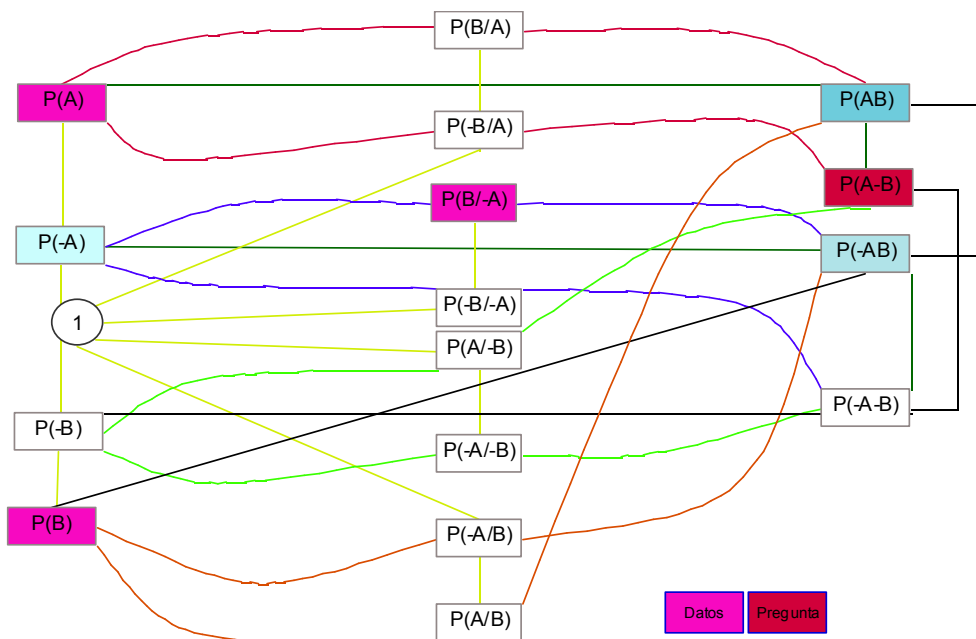 P(B/A)
P(A)
P(AB)
P(-B/A)
P(A-B)
P(B/-A)
P(-A)
P(-AB)
P(-B/-A)
1
P(A/-B)
P(-A-B)
P(-B)
P(-A/-B)
P(B)
P(-A/B)
P(A/B)
Datos
Pregunta